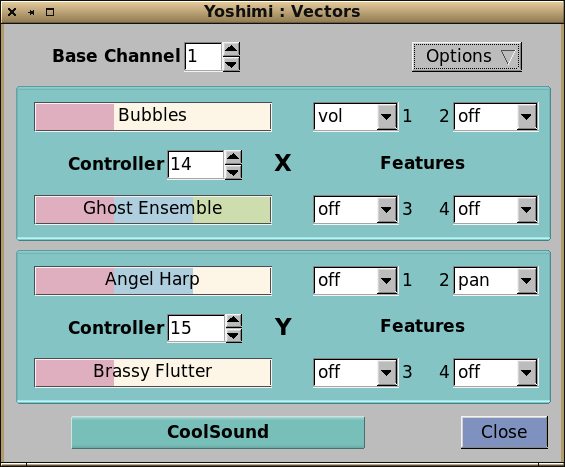 Yoshimi : Vectors
Base Channel 1 Options
Bubbles vol 1 2 off
Controller 14 X Features
Ghost Ensemble off 3 4 off
Angel Harp off 1 2 pan
Controller 15 Y Features
Brassy Flutter off 3 4 off
CoolSound Close